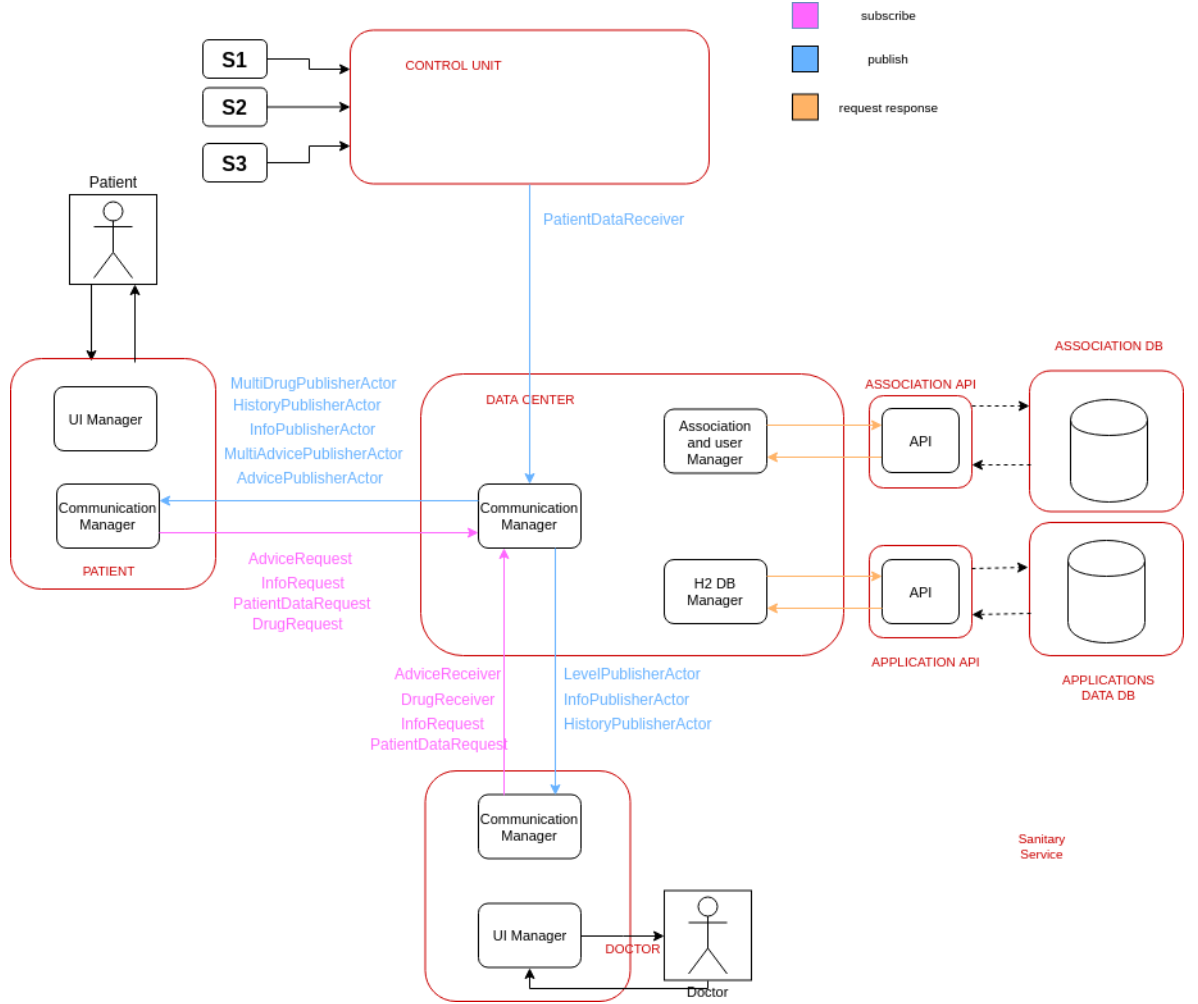 subscribe
publish
request response
S1
S2
S3
CONTROL UNIT
PatientDataReceiver
Patient
UI Manager
Communication
Manager
PATIENT
MultiDrugPublisherActor
HistoryPublisherActor
InfoPublisherActor
MultiAdvicePublisherActor
AdvicePublisherActor
AdviceRequest
InfoRequest
PatientDataRequest
DrugRequest
DATA CENTER
Communication
Manager
Association
and user
Manager
H2 DB
Manager
ASSOCIATION API
API
API
APPLICATION API
ASSOCIATION DB
APPLICATIONS
DATA DB
AdviceReceiver
DrugReceiver
InfoRequest
PatientDataRequest
LevelPublisherActor
InfoPublisherActor
HistoryPublisherActor
Communication
Manager
UI Manager
DOCTOR
Doctor
Sanitary
Service